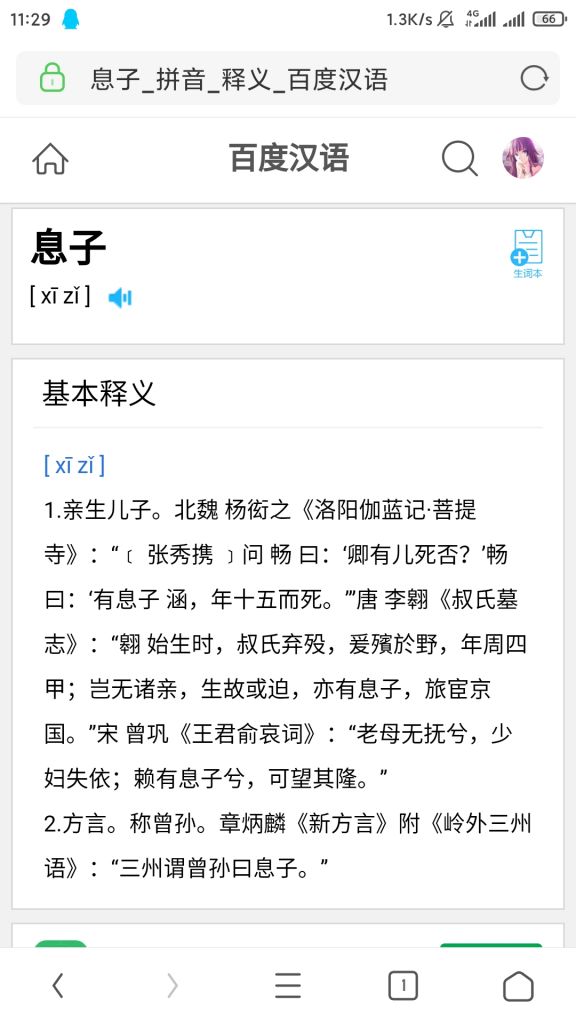 11:29
1.3K/s 4G 66
息子_拼音_释义_百度汉语
百度汉语
息子
生词本
[ xī zǐ ]
基本释义
[ xī zǐ ]
1.亲生儿子。北魏 杨衒之《洛阳伽蓝记·菩提
寺》：“﹝ 张秀携 ﹞问 畅 曰：‘卿有儿死否？’畅
曰：‘有息子 涵，年十五而死。’”唐 李翱《叔氏墓
志》：“翱 始生时，叔氏弃殁，爰殡於野，年周四
甲；岂无诸亲，生故或迫，亦有息子，旅宦京
国。”宋 曾巩《王君俞哀词》：“老母无抚兮，少
妇失依；赖有息子兮，可望其隆。”
2.方言。称曾孙。章炳麟《新方言》附《岭外三州
语》：“三州谓曾孙曰息子。”
1